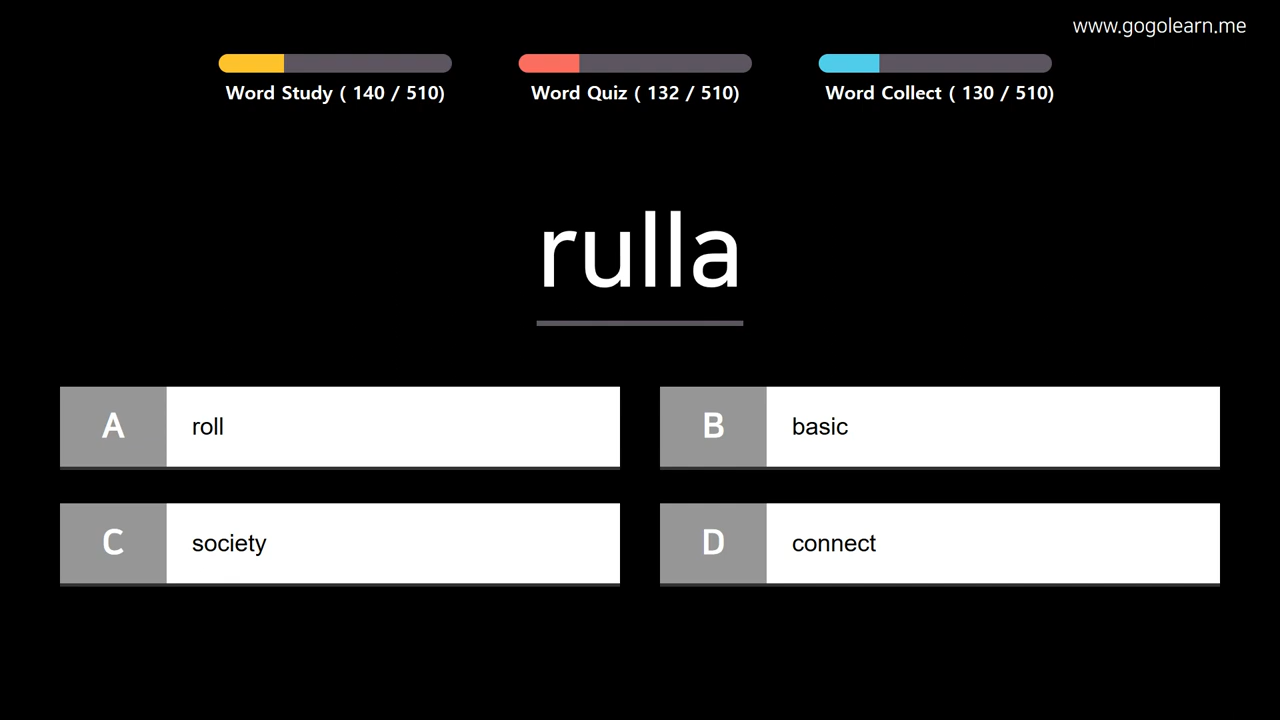 www.gogolearn.me
Word Study ( 140 / 510)
Word Quiz ( 132 / 510)
Word Collect ( 130 / 510)
rulla
A roll
B basic
C society
D connect